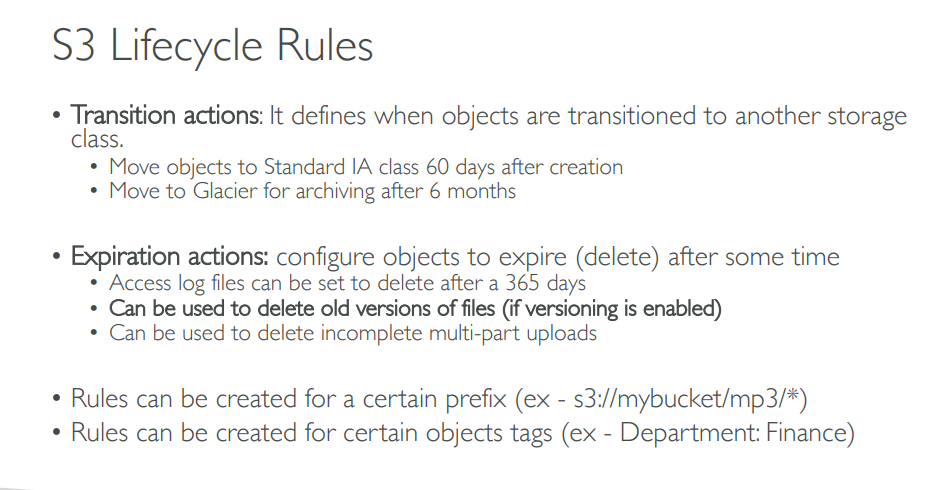 S3 Lifecycle Rules
• Transition actions: It defines when objects are transitioned to another storage
class.
• Move objects to Standard IA class 60 days after creation
• Move to Glacier for archiving after 6 months
• Expiration actions: configure objects to expire (delete) after some time
• Access log files can be set to delete after a 365 days
• Can be used to delete old versions of files (if versioning is enabled)
• Can be used to delete incomplete multi-part uploads
• Rules can be created for a certain prefix (ex - s3://mybucket/mp3/*)
• Rules can be created for certain objects tags (ex - Department: Finance)